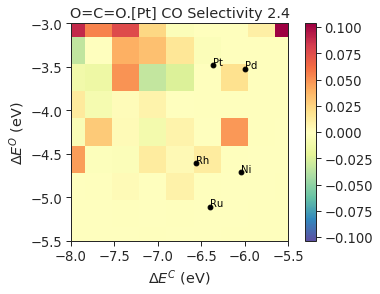 O=C=O.[Pt] CO Selectivity 2.4
−3.0
−3.5
−4.0
−4.5
−5.0
−5.5
ΔE^O (eV)
Pt
Pd
Rh
Ni
Ru
−8.0 −7.5 −7.0 −6.5 −6.0 −5.5
ΔE^C (eV)
0.100
0.075
0.050
0.025
0.000
−0.025
−0.050
−0.075
−0.100